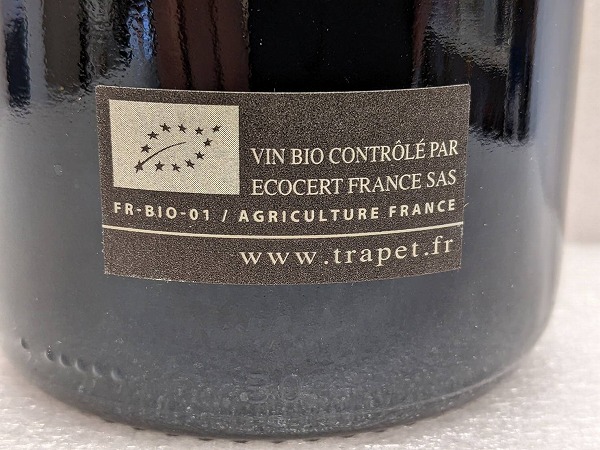 VIN BIO CONTRÔLÉ PAR
ECOCERT FRANCE SAS
FR-BIO-01 / AGRICULTURE FRANCE
www.trapet.fr